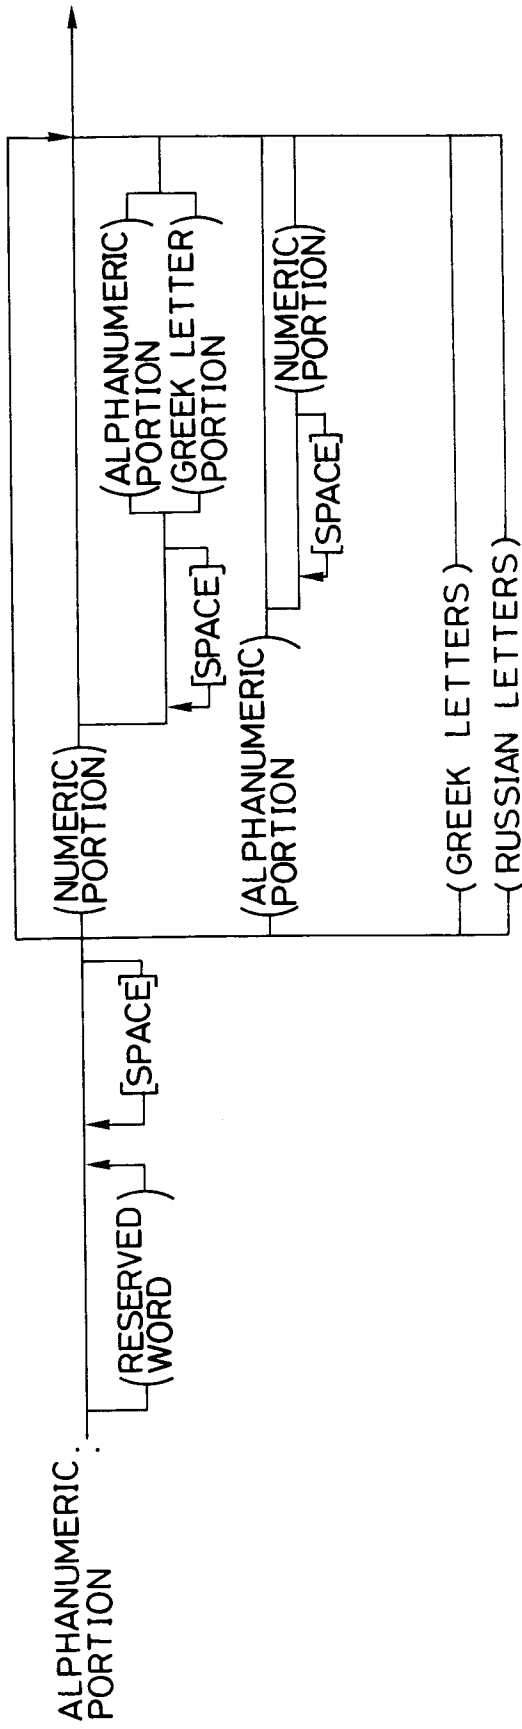 ALPHANUMERIC :
PORTION
(RESERVED)
(WORD
[SPACE]
(NUMERIC)
(PORTION)
[SPACE]
(ALPHANUMERIC)
(PORTION
(GREEK LETTER)
(PORTION
(ALPHANUMERIC)
(PORTION
[SPACE]
(NUMERIC)
(PORTION)
(GREEK LETTERS)
(RUSSIAN LETTERS)